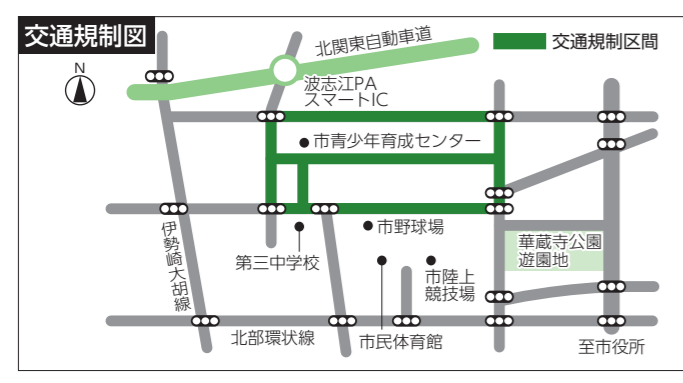 交通規制図
N
北関東自動車道
交通規制区間
波志江PA
スマートIC
市青少年育成センター
伊勢崎大胡線
第三中学校
市野球場
華蔵寺公園
遊園地
市陸上
競技場
北部環状線
市民体育館
至市役所